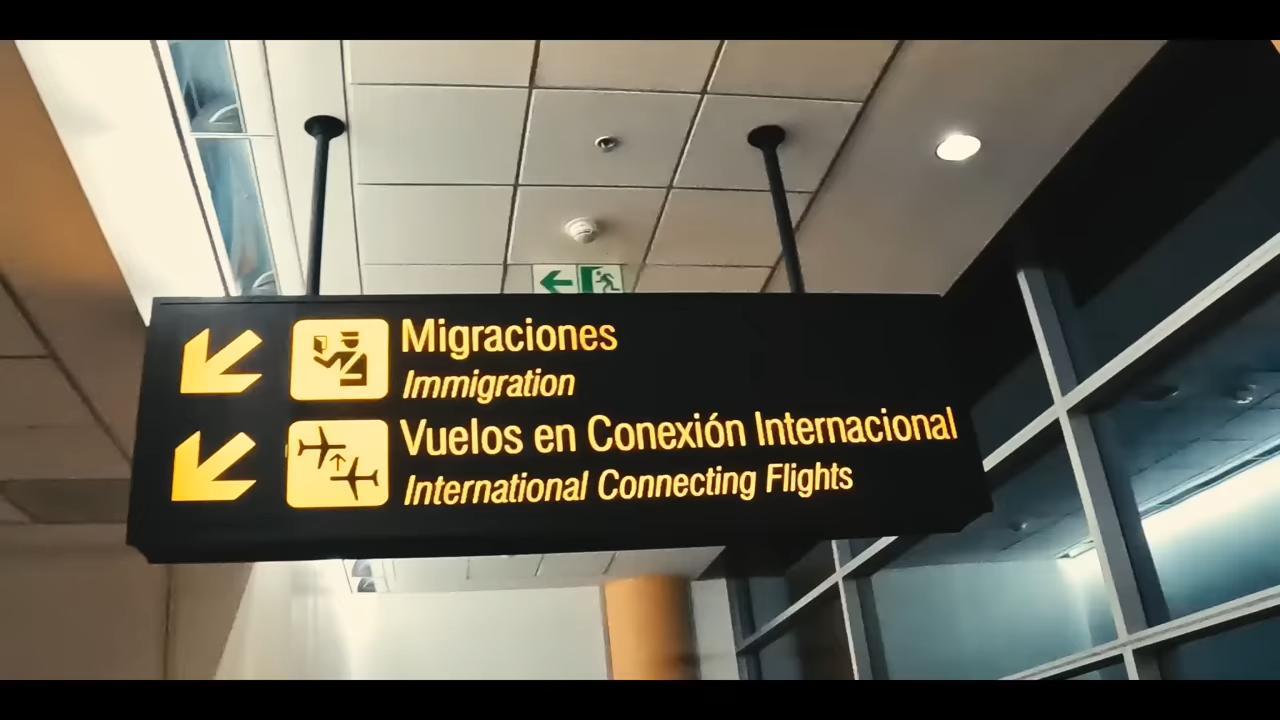 Migraciones
Immigration
Vuelos en Conexión Internacional
International Connecting Flights